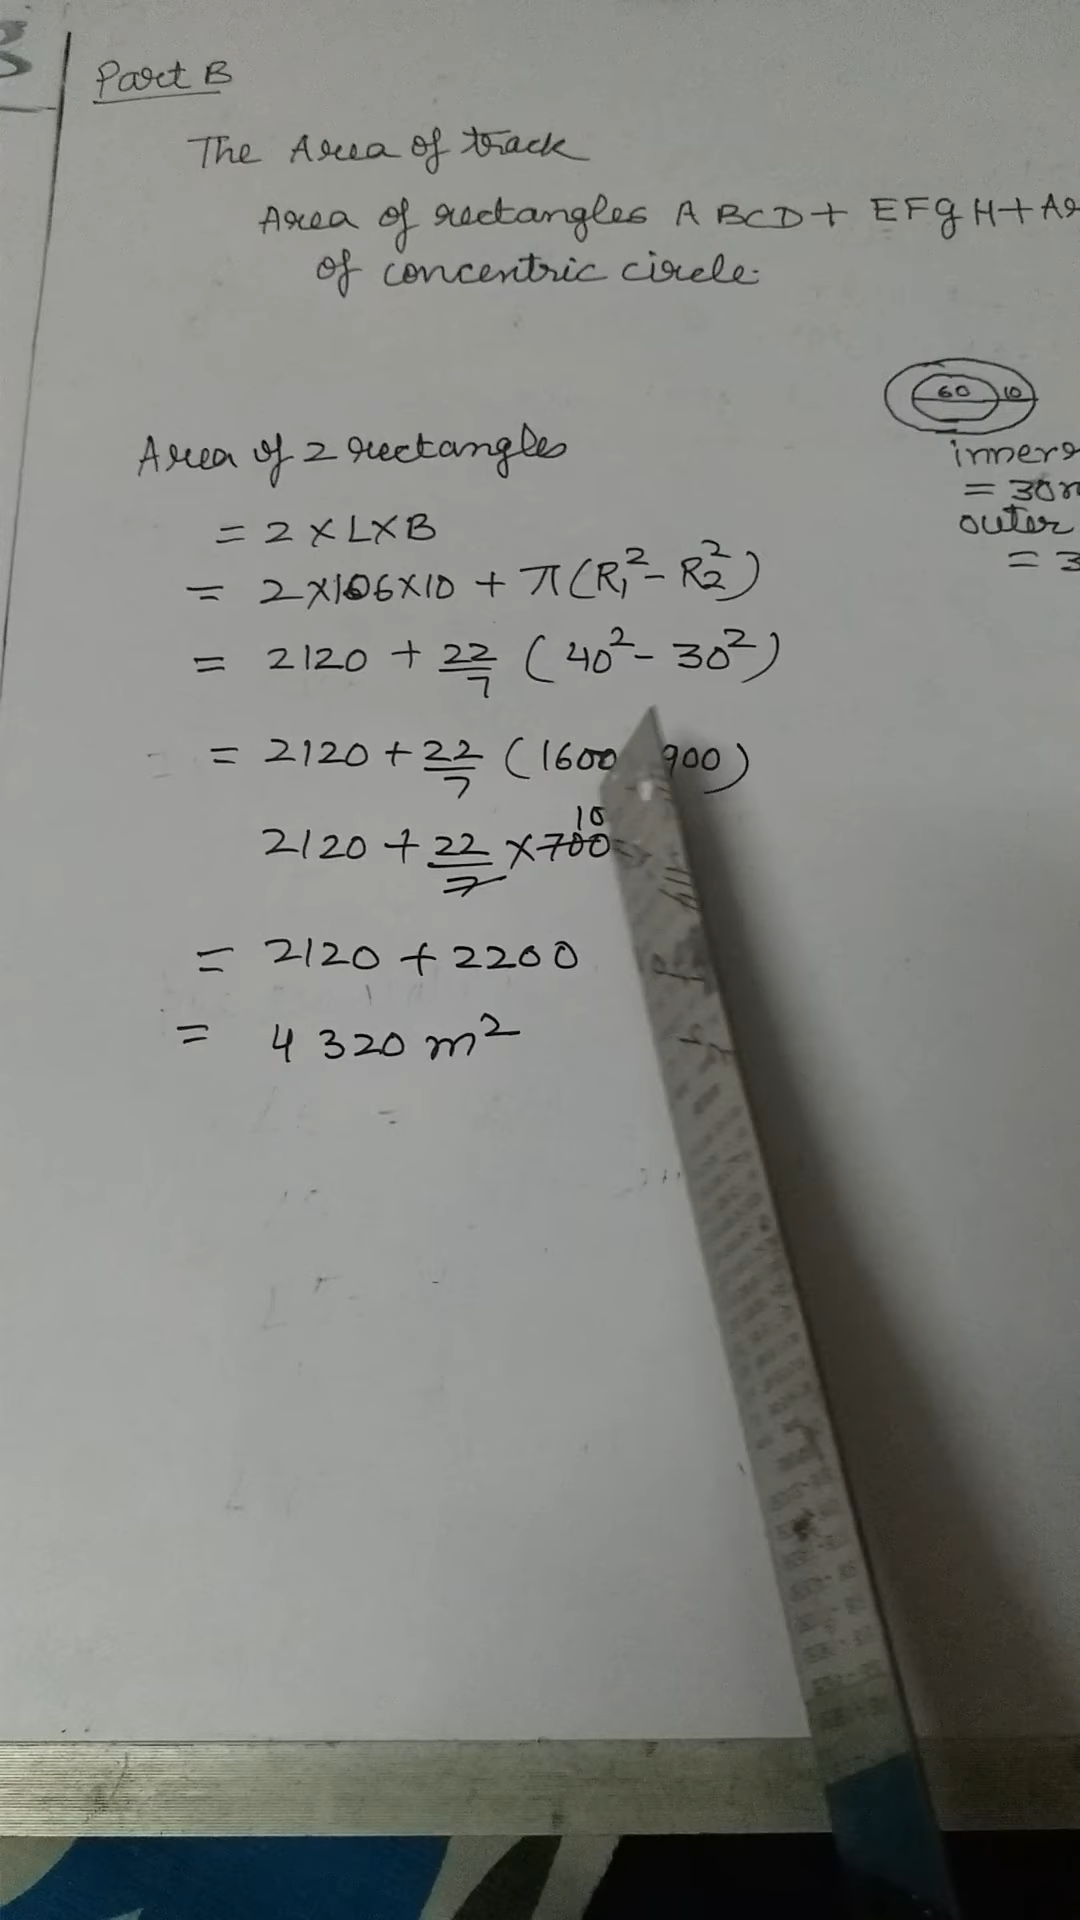 Part B
The Area of track
Area of rectangles ABCD + EFgH + Ar
of concentric circle.
60 10
Area of 2 rectangles
inner
= 30
outer
= 3
= 2 × L × B
= 2×106×10 + π(R₁² - R₂²)
= 2120 + 22/7 (40² - 30²)
= 2120 + 22/7 (1600 900)
10
2120 + 22/7 × 700
= 2120 + 2200
= 4320 m²